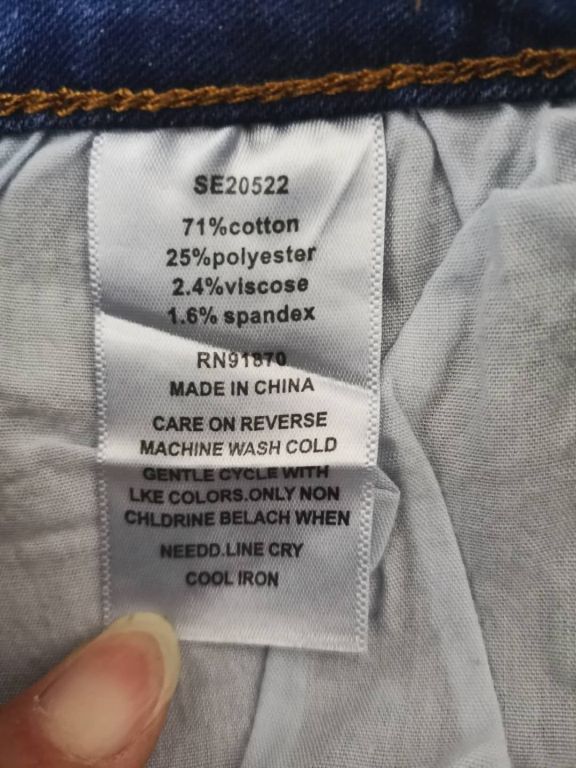 SE20522
71%cotton
25%polyester
2.4%viscose
1.6% spandex
RN91870
MADE IN CHINA
CARE ON REVERSE
MACHINE WASH COLD
GENTLE CYCLE WITH
LKE COLORS.ONLY NON
CHLDRINE BELACH WHEN
NEEDD.LINE CRY
COOL IRON